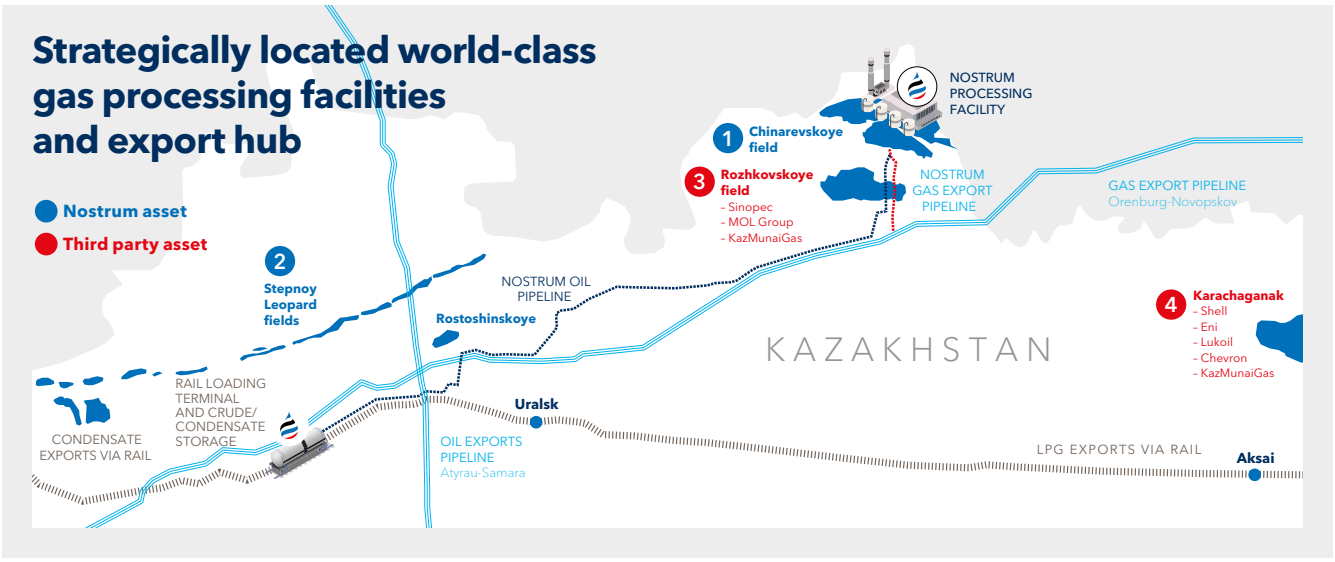 Strategically located world-class
gas processing facilities
and export hub
Nostrum asset
Third party asset
NOSTRUM
PROCESSING
FACILITY
1
Chinarevskoye
field
3
Rozhkovskoye
field
– Sinopec
– MOL Group
– KazMunaiGas
NOSTRUM
GAS EXPORT
PIPELINE
GAS EXPORT PIPELINE
Orenburg-Novopskov
2
Stepnoy
Leopard
fields
NOSTRUM OIL
PIPELINE
Rostoshinskoye
4
Karachaganak
– Shell
– Eni
– Lukoil
– Chevron
– KazMunaiGas
KAZAKHSTAN
RAIL LOADING
TERMINAL
AND CRUDE/
CONDENSATE
STORAGE
CONDENSATE
EXPORTS VIA RAIL
Uralsk
OIL EXPORTS
PIPELINE
Atyrau-Samara
LPG EXPORTS VIA RAIL
Aksai